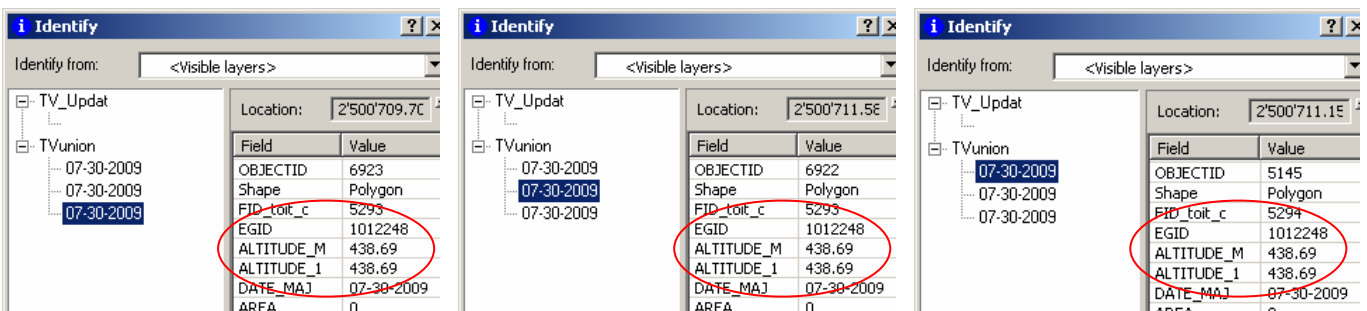 Identify
Identify from: <Visible layers>
TV_Updat
TVunion
07-30-2009
07-30-2009
07-30-2009
Location: 2'500'709.70
Field Value
OBJECTID 6923
Shape Polygon
FID_toit_c 5293
EGID 1012248
ALTITUDE_M 438.69
ALTITUDE_1 438.69
DATE_MAJ 07-30-2009
AREA 0
Identify
Identify from: <Visible layers>
TV_Updat
TVunion
07-30-2009
07-30-2009
07-30-2009
Location: 2'500'711.58
Field Value
OBJECTID 6922
Shape Polygon
FID_toit_c 5293
EGID 1012248
ALTITUDE_M 438.69
ALTITUDE_1 438.69
DATE_MAJ 07-30-2009
AREA 0
Identify
Identify from: <Visible layers>
TV_Updat
TVunion
07-30-2009
07-30-2009
07-30-2009
Location: 2'500'711.15
Field Value
OBJECTID 5145
Shape Polygon
FID_toit_c 5294
EGID 1012248
ALTITUDE_M 438.69
ALTITUDE_1 438.69
DATE_MAJ 07-30-2009